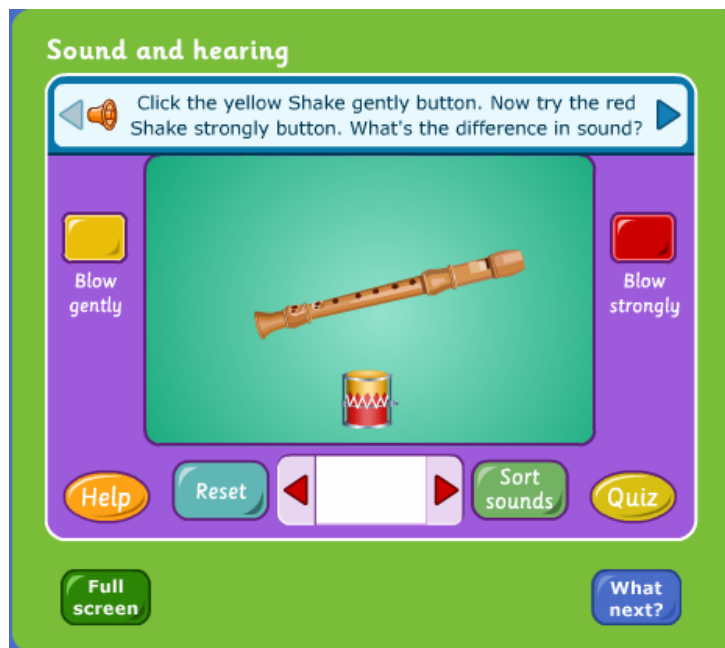 Sound and hearing
Click the yellow Shake gently button. Now try the red
Shake strongly button. What's the difference in sound?
Blow
gently
Blow
strongly
Help
Reset
Sort
sounds
Quiz
Full
screen
What
next?